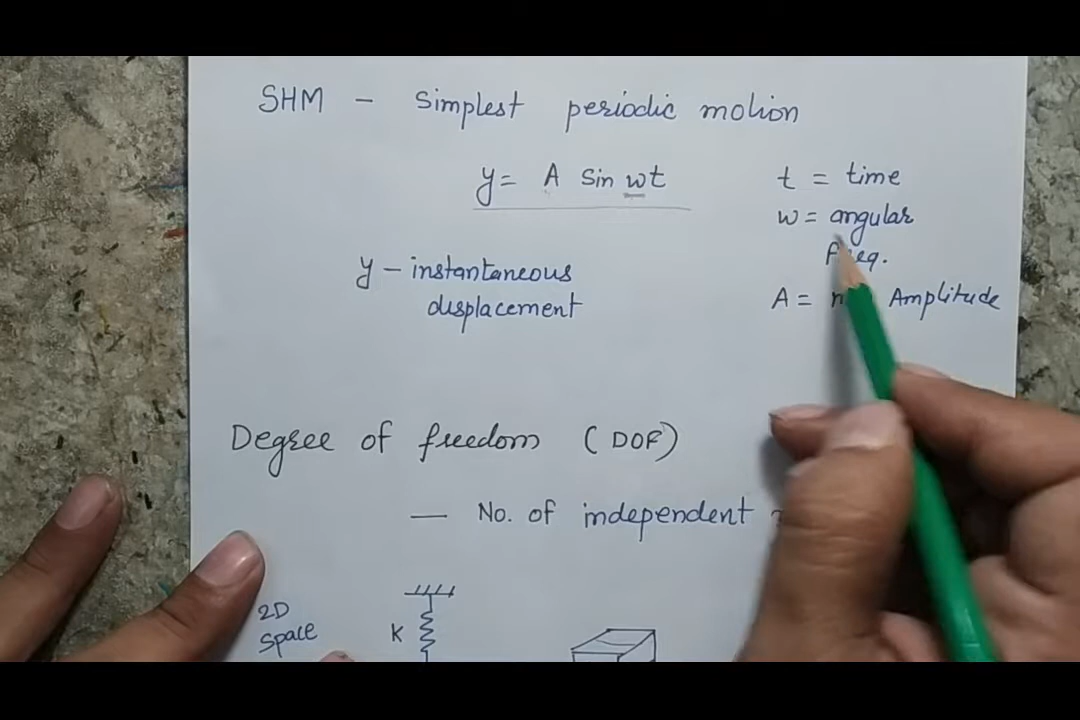 SHM - Simplest periodic motion
y = A Sin wt
t = time
w = angular
freq.
A = Amplitude
y - instantaneous
displacement
Degree of freedom (DOF)
— No. of independent
2D
Space
K